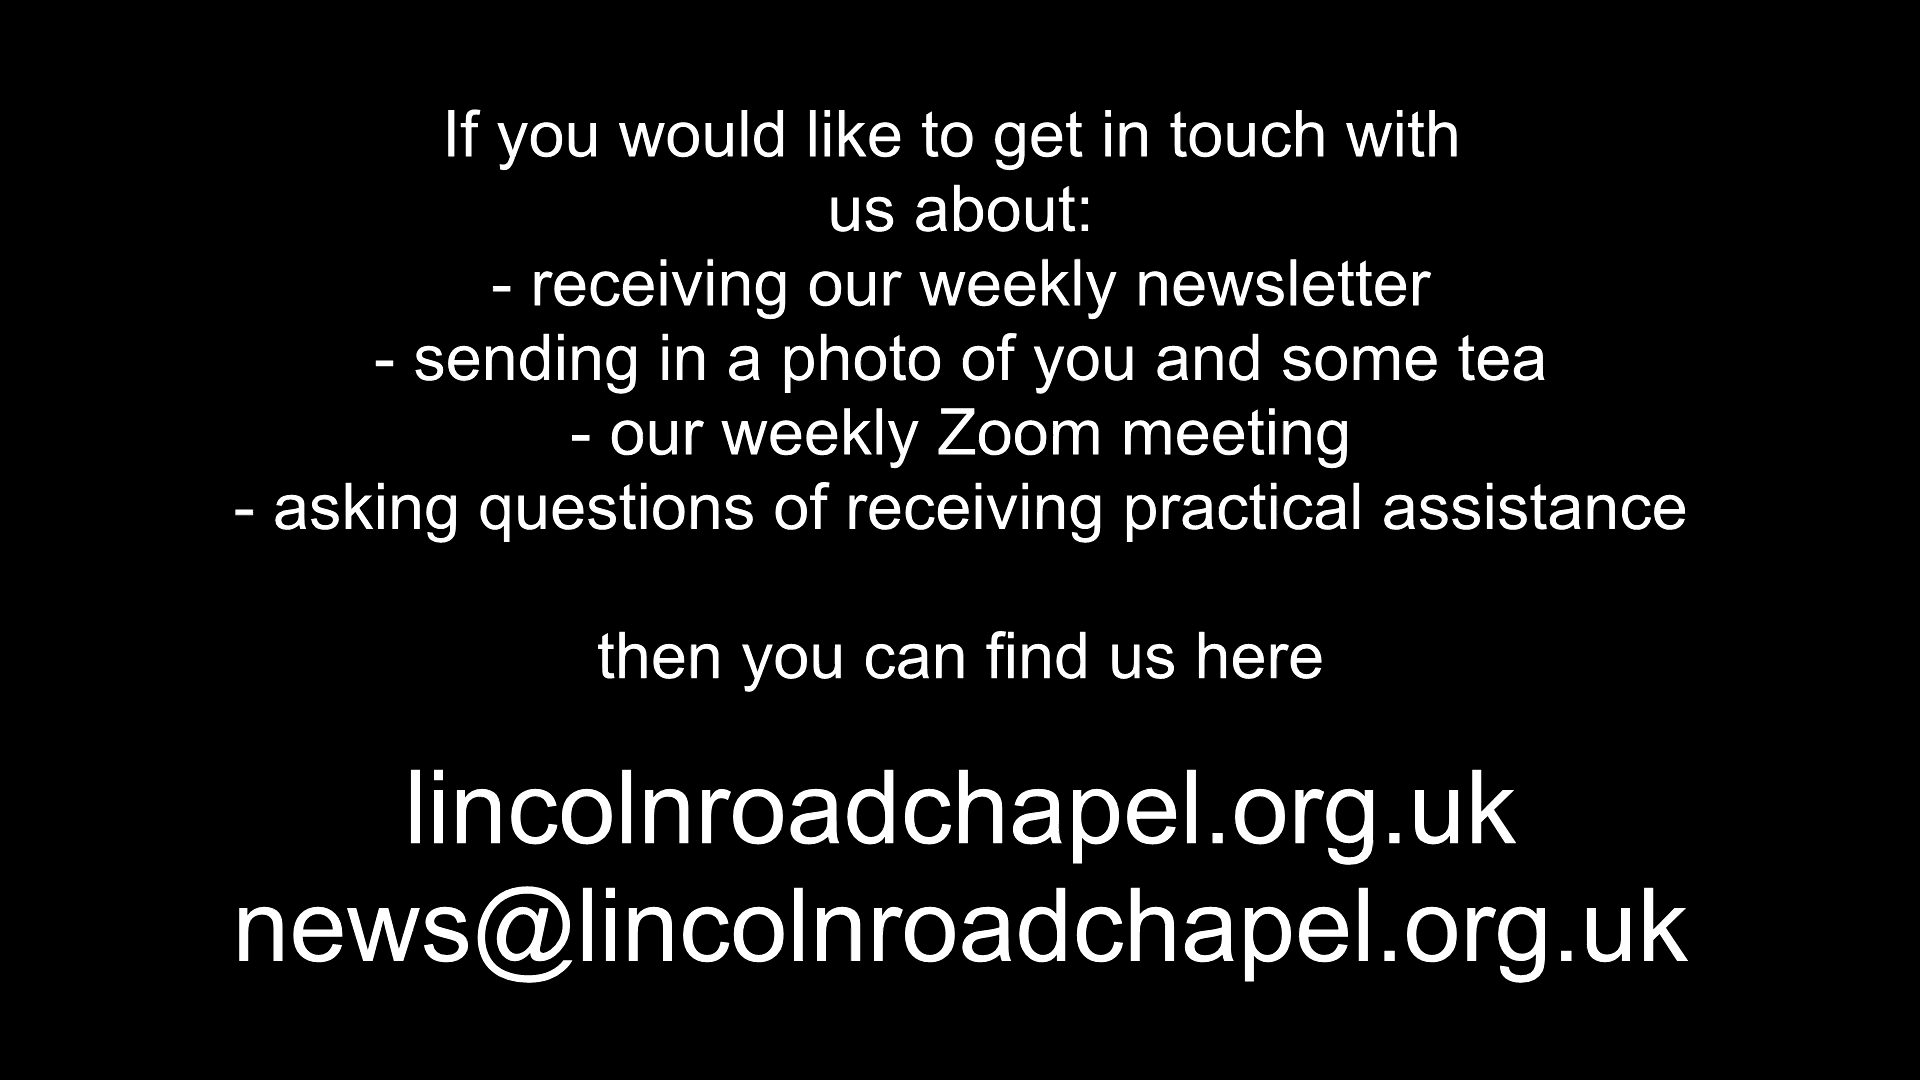 If you would like to get in touch with
us about:
- receiving our weekly newsletter
- sending in a photo of you and some tea
- our weekly Zoom meeting
- asking questions of receiving practical assistance
then you can find us here
lincolnroadchapel.org.uk
news@lincolnroadchapel.org.uk